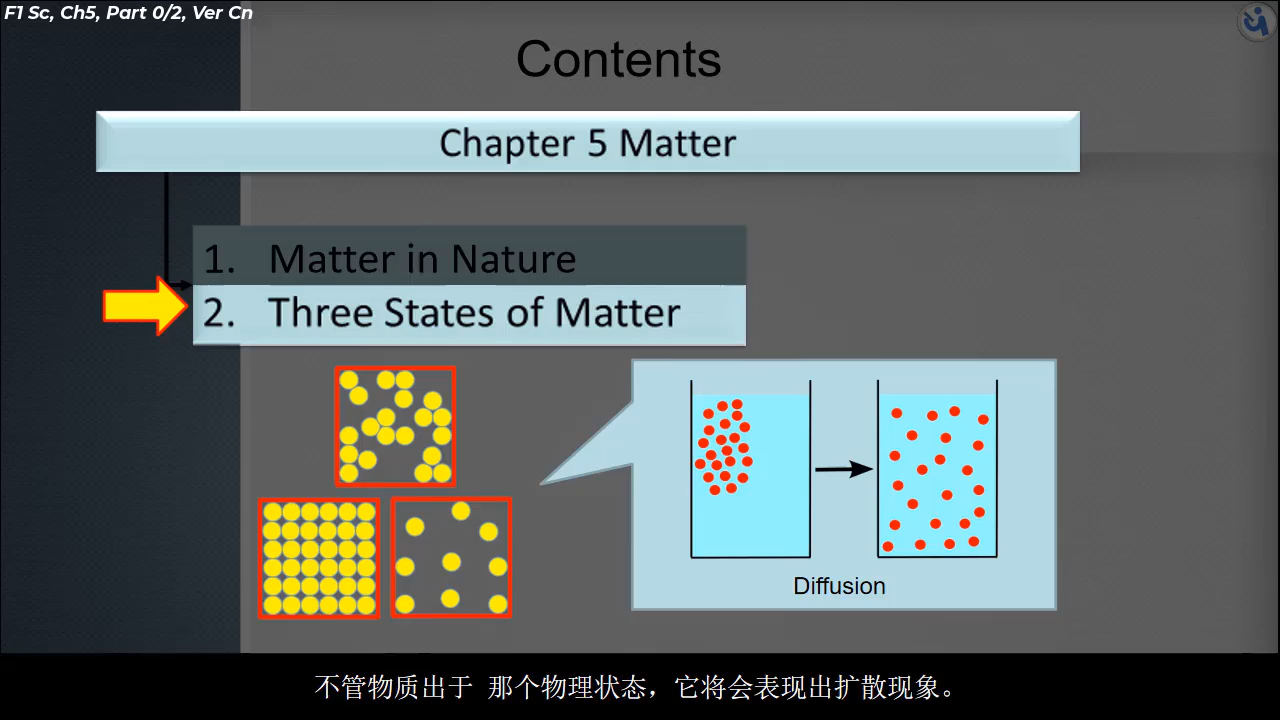 F1 Sc, Ch5, Part 0/2, Ver Cn
Contents
Chapter 5 Matter
1. Matter in Nature
2. Three States of Matter
Diffusion
不管物质出于 那个物理状态，它将会表现出扩散现象。